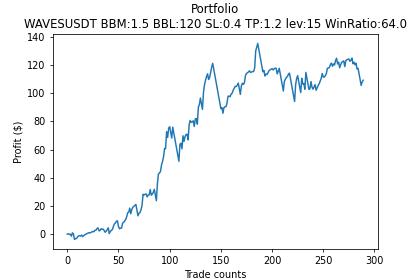 Portfolio
WAVESUSDT BBM:1.5 BBL:120 SL:0.4 TP:1.2 lev:15 WinRatio:64.0
140
120
100
80
60
40
20
0
Profit ($)
0 50 100 150 200 250 300
Trade counts